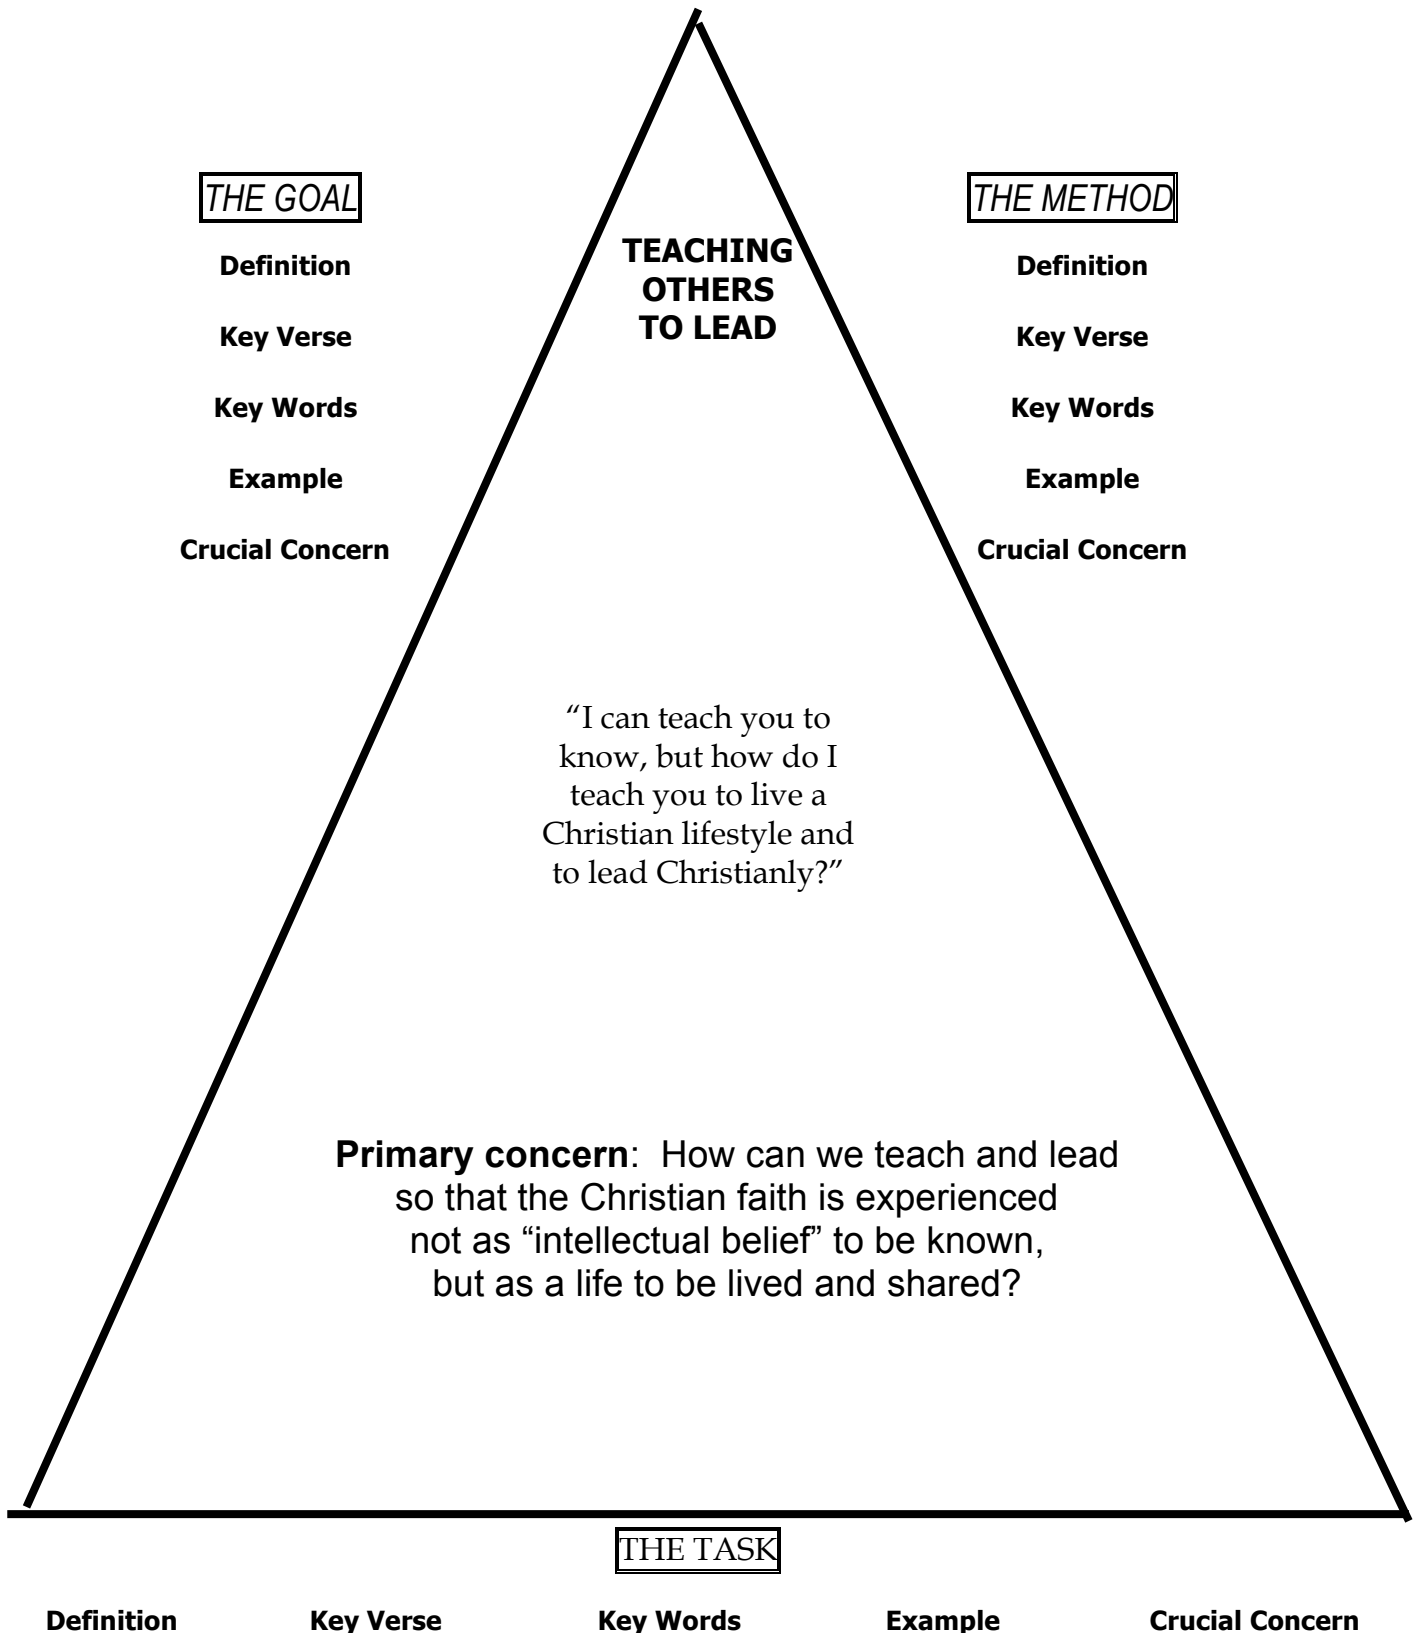 THE GOAL
Definition
Key Verse
Key Words
Example
Crucial Concern
TEACHING
OTHERS
TO LEAD
THE METHOD
Definition
Key Verse
Key Words
Example
Crucial Concern
“I can teach you to
know, but how do I
teach you to live a
Christian lifestyle and
to lead Christianly?”
Primary concern: How can we teach and lead
so that the Christian faith is experienced
not as “intellectual belief” to be known,
but as a life to be lived and shared?
THE TASK
Definition Key Verse Key Words Example Crucial Concern